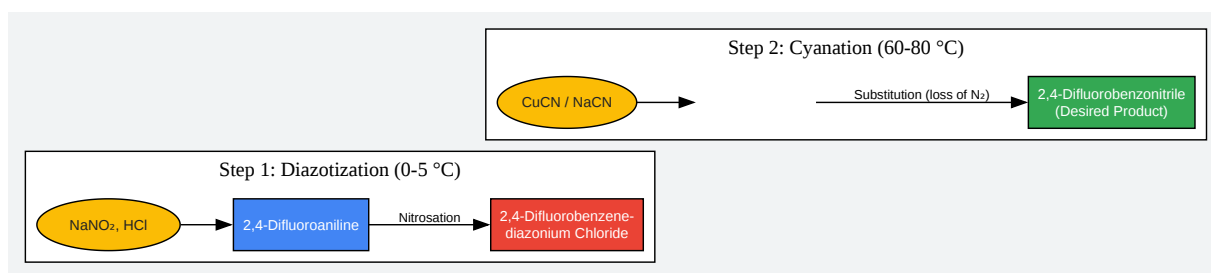 Step 2: Cyanation (60-80 °C)
CuCN / NaCN
Substitution (loss of N₂)
2,4-Difluorobenzonitrile
(Desired Product)
Step 1: Diazotization (0-5 °C)
NaNO₂, HCl
2,4-Difluoroaniline
Nitrosation
2,4-Difluorobenzene-
diazonium Chloride